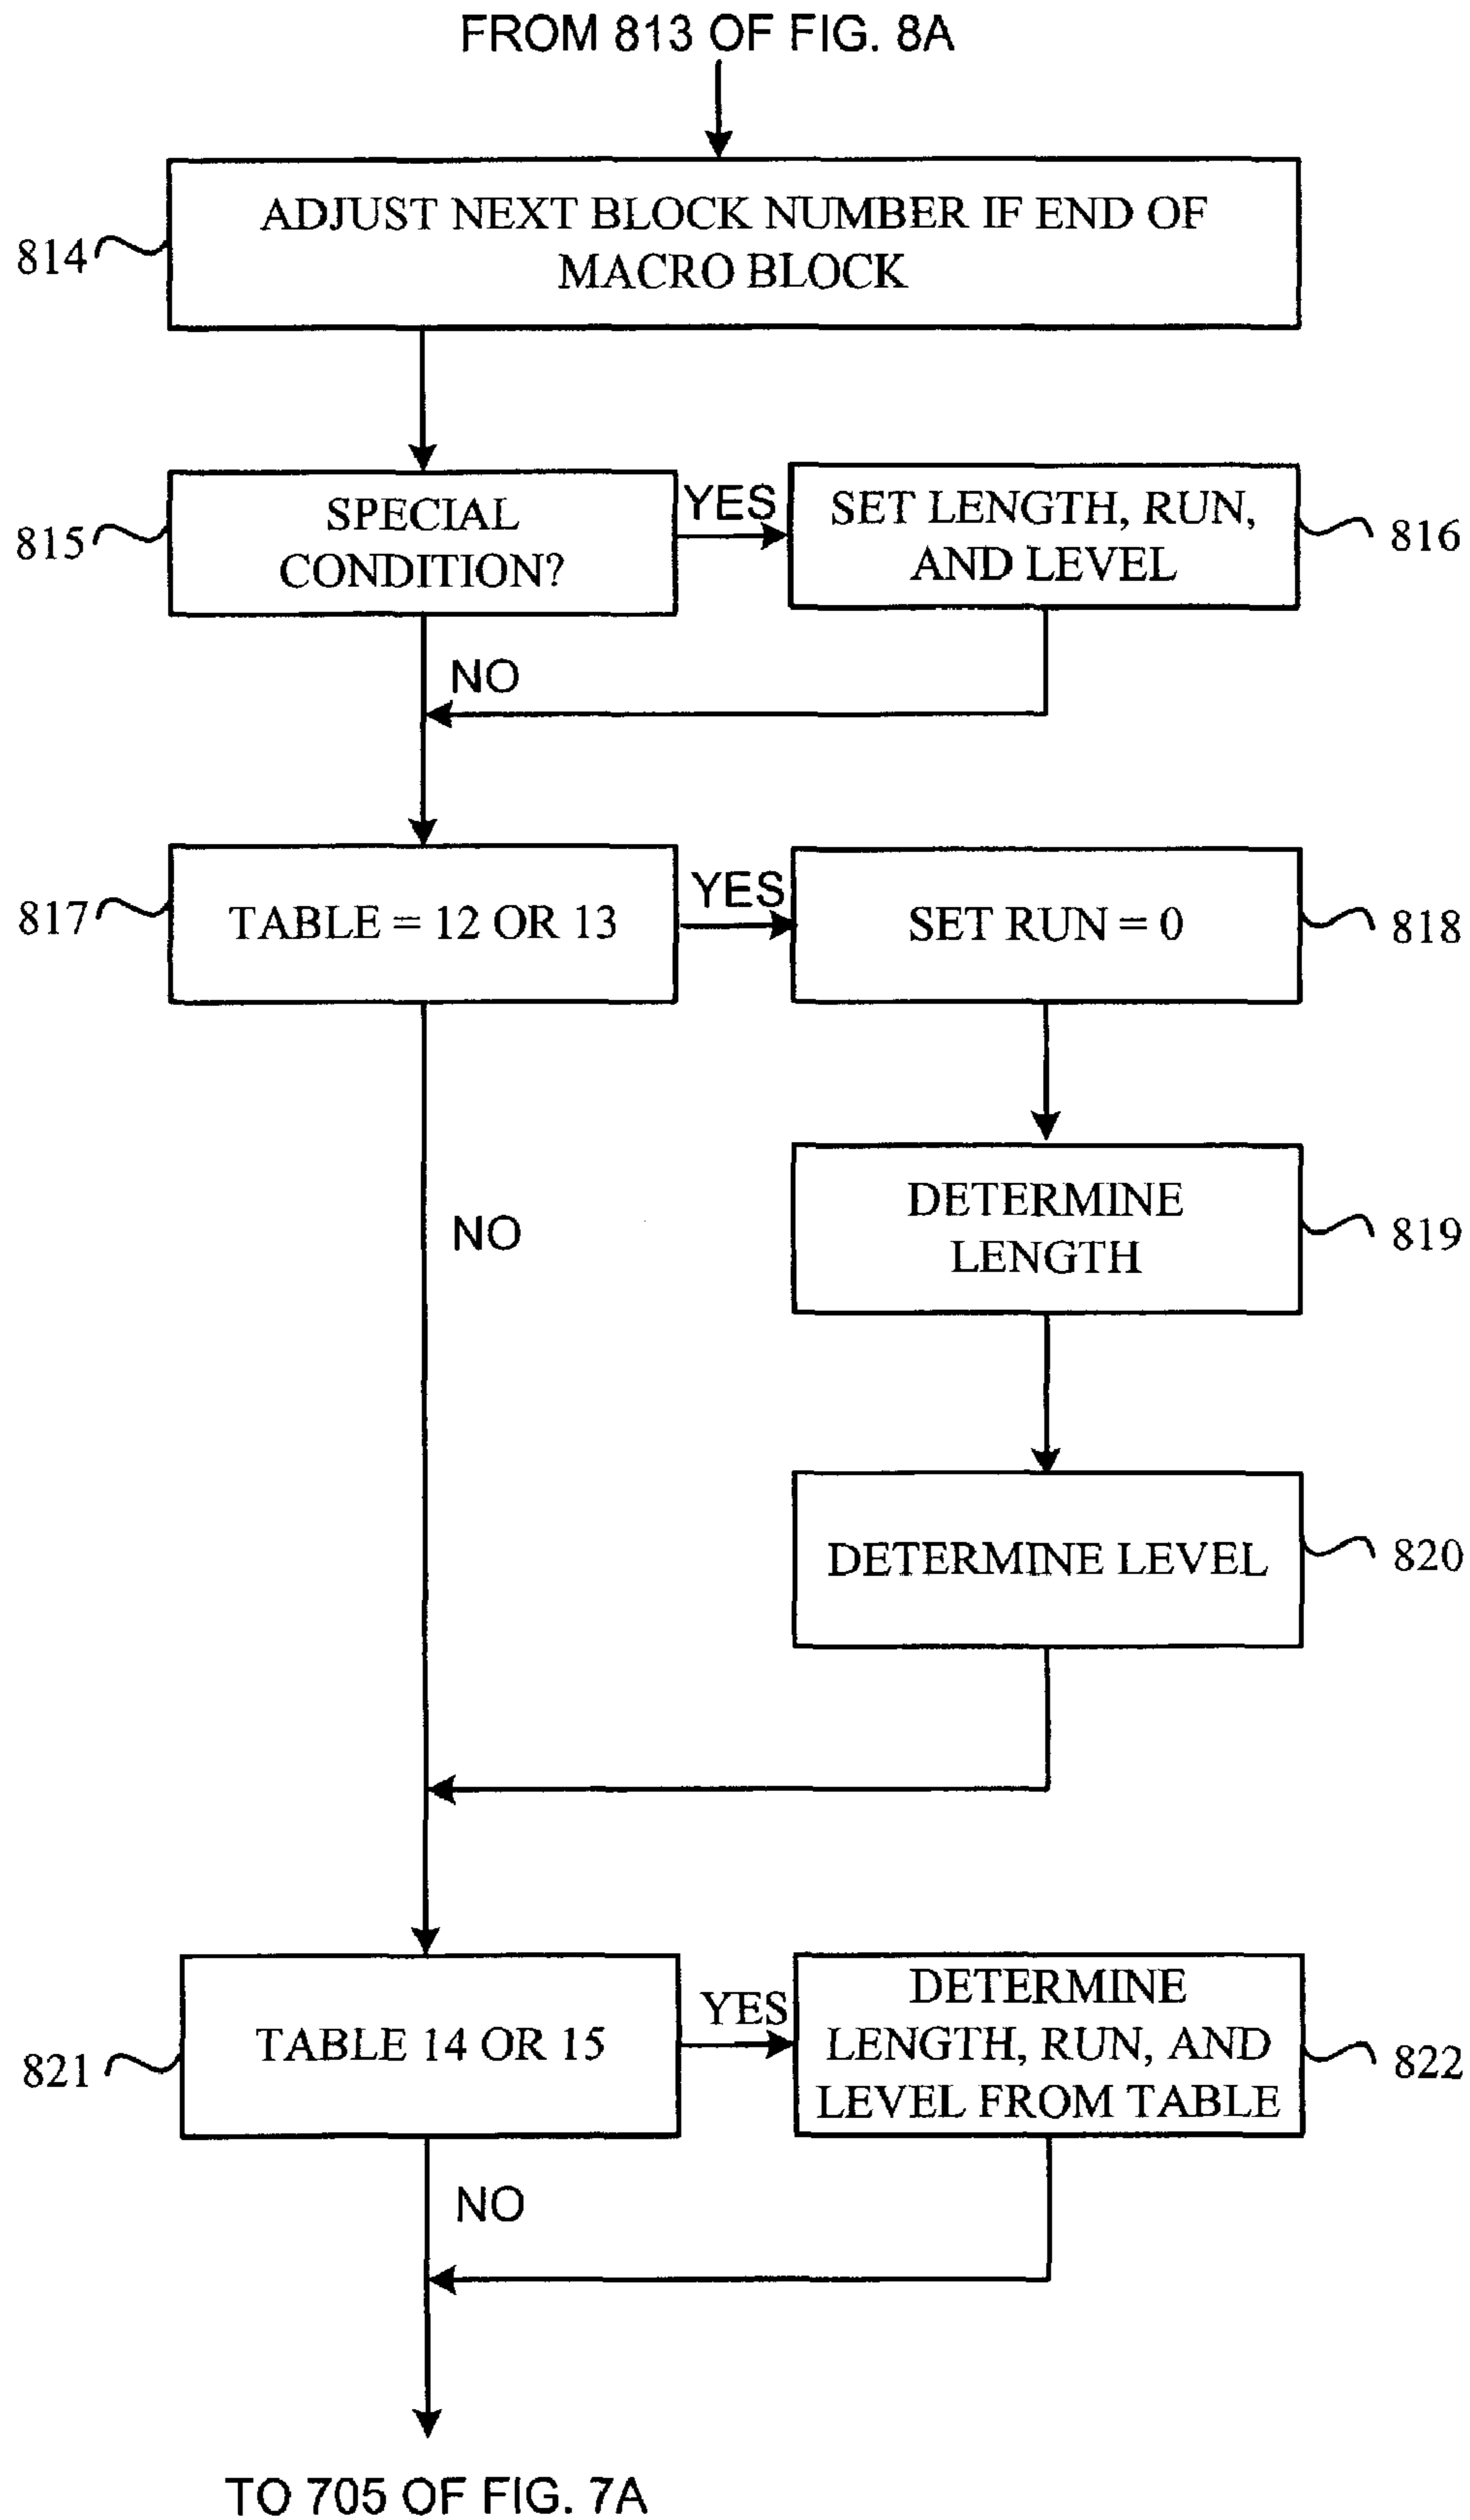 FROM 813 OF FIG. 8A
ADJUST NEXT BLOCK NUMBER IF END OF
MACRO BLOCK
814
SPECIAL
CONDITION?
815
YES
SET LENGTH, RUN,
AND LEVEL
816
NO
TABLE = 12 OR 13
817
YES
SET RUN = 0
818
NO
DETERMINE
LENGTH
819
DETERMINE LEVEL
820
TABLE 14 OR 15
821
YES
DETERMINE
LENGTH, RUN, AND
LEVEL FROM TABLE
822
NO
TO 705 OF FIG. 7A